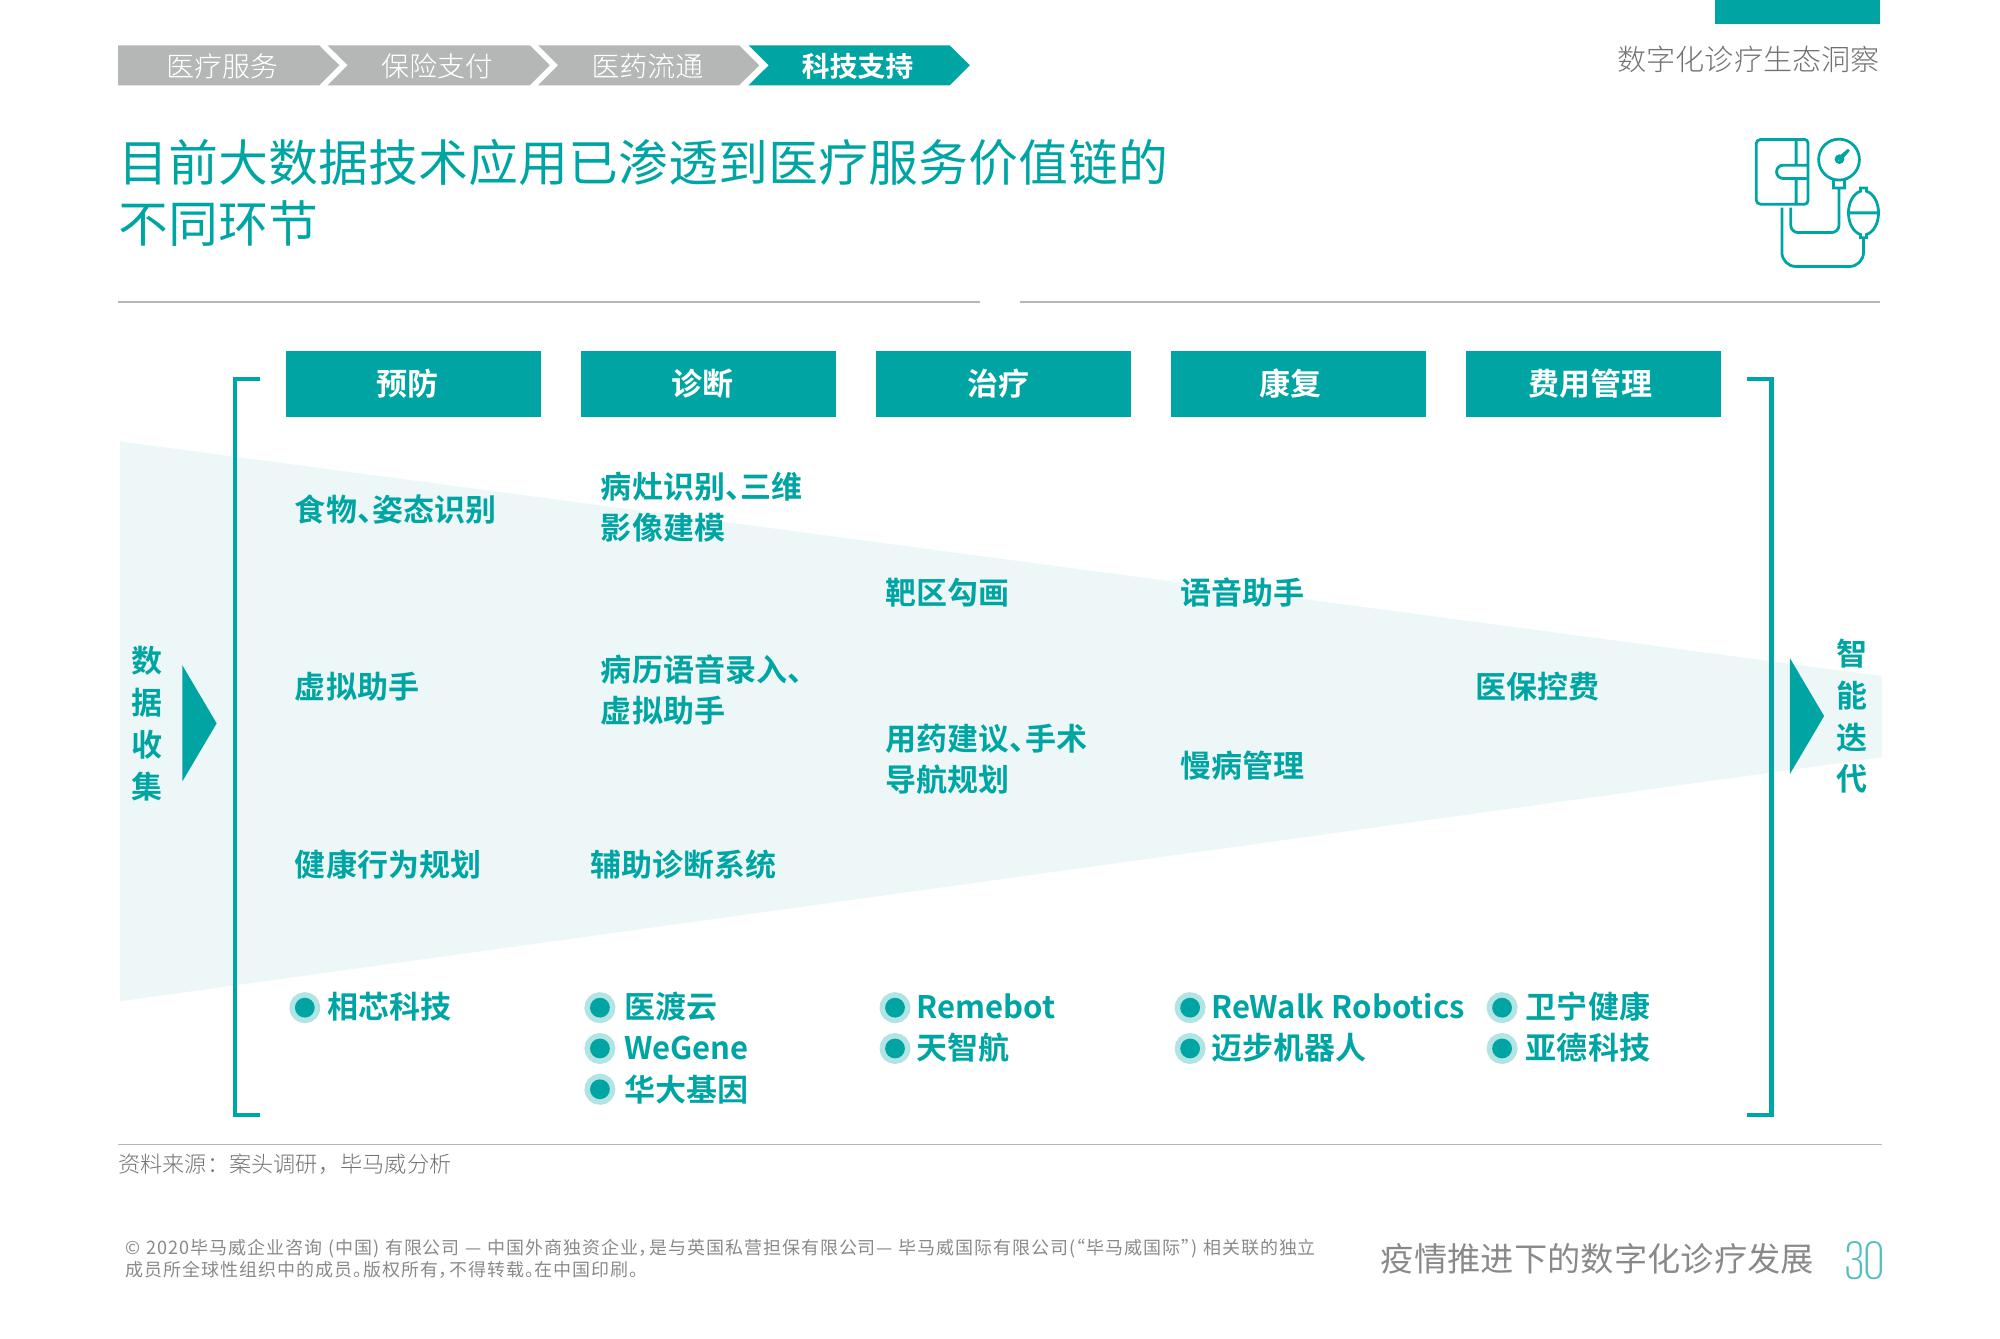 医疗服务
保险支付
医药流通
科技支持
数字化诊疗生态洞察
目前大数据技术应用已渗透到医疗服务价值链的
不同环节
预防
诊断
治疗
康复
费用管理
数据收集
食物、姿态识别
虚拟助手
健康行为规划
病灶识别、三维
影像建模
病历语音录入、
虚拟助手
辅助诊断系统
靶区勾画
用药建议、手术
导航规划
语音助手
慢病管理
医保控费
智能迭代
相芯科技
医渡云
WeGene
华大基因
Remebot
天智航
ReWalk Robotics
迈步机器人
卫宁健康
亚德科技
资料来源：案头调研，毕马威分析
© 2020毕马威企业咨询 (中国) 有限公司 — 中国外商独资企业，是与英国私营担保有限公司— 毕马威国际有限公司(“毕马威国际”) 相关联的独立
成员所全球性组织中的成员。版权所有，不得转载。在中国印刷。
疫情推进下的数字化诊疗发展
30